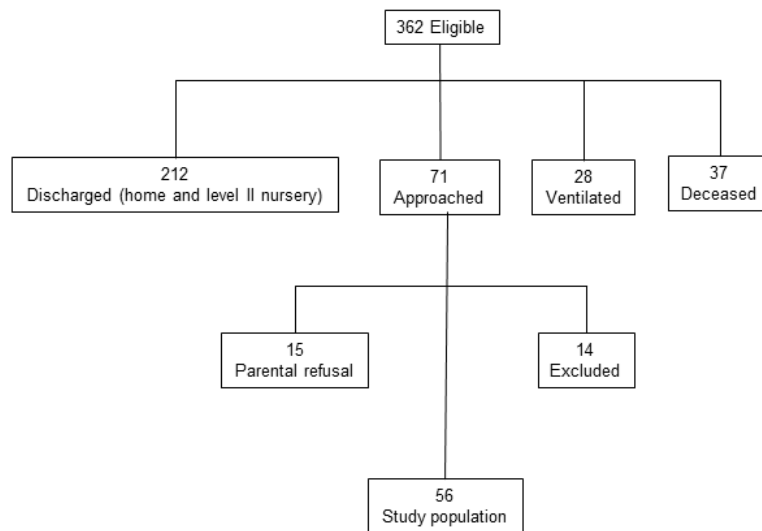 362 Eligible
212
Discharged (home and level II nursery)
71
Approached
28
Ventilated
37
Deceased
15
Parental refusal
14
Excluded
56
Study population